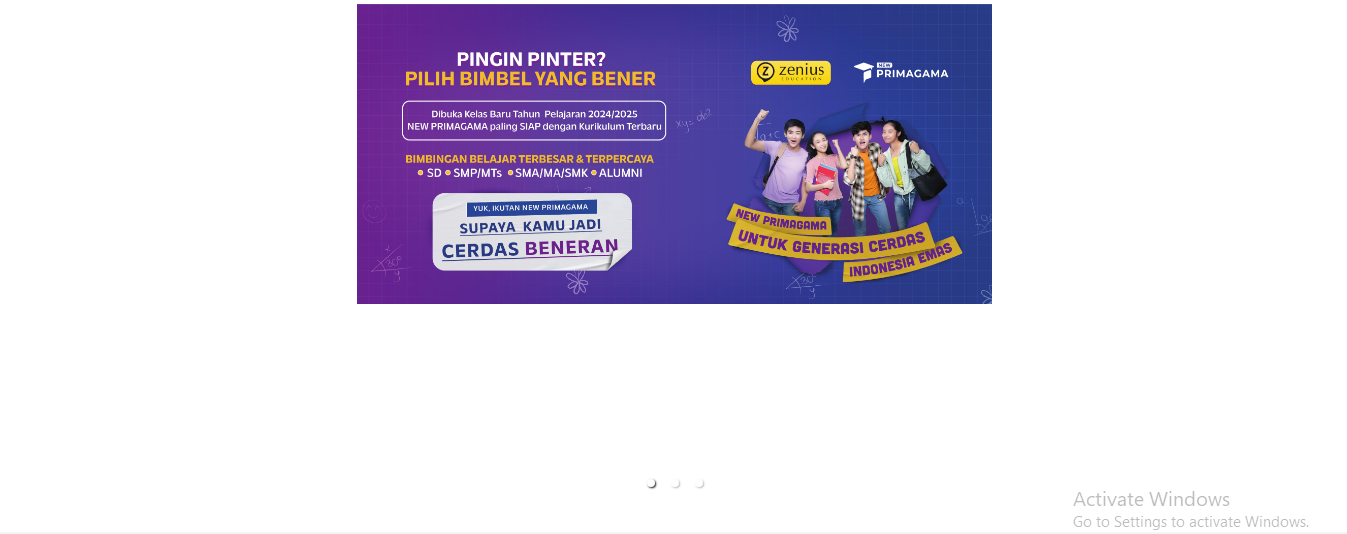 PINGIN PINTER?
PILIH BIMBEL YANG BENER
Dibuka Kelas Baru Tahun Pelajaran 2024/2025
NEW PRIMAGAMA paling SIAP dengan Kurikulum Terbaru
BIMBINGAN BELAJAR TERBESAR & TERPERCAYA
• SD • SMP/MTs • SMA/MA/SMK • ALUMNI
YUK, IKUTAN NEW PRIMAGAMA
SUPAYA KAMU JADI
CERDAS BENERAN
zenius
EDUCATION
NEW
PRIMAGAMA
NEW PRIMAGAMA
UNTUK GENERASI CERDAS
INDONESIA EMAS
Activate Windows
Go to Settings to activate Windows.